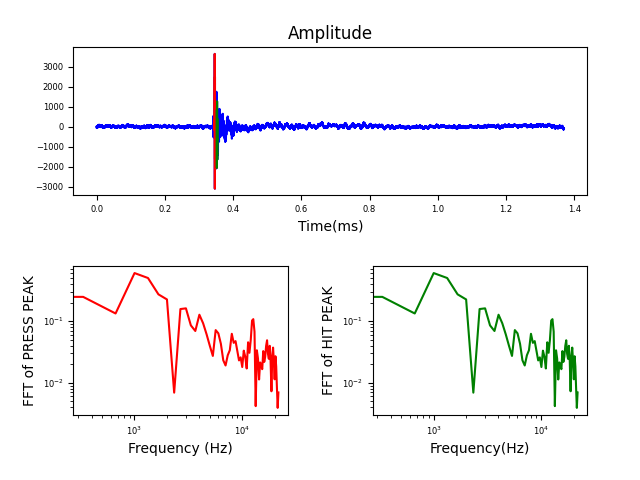 Amplitude
3000
2000
1000
0
−1000
−2000
−3000
0.0 0.2 0.4 0.6 0.8 1.0 1.2 1.4
Time(ms)
FFT of PRESS PEAK
10⁻¹
10⁻²
10³ 10⁴
Frequency (Hz)
FFT of HIT PEAK
10⁻¹
10⁻²
10³ 10⁴
Frequency(Hz)